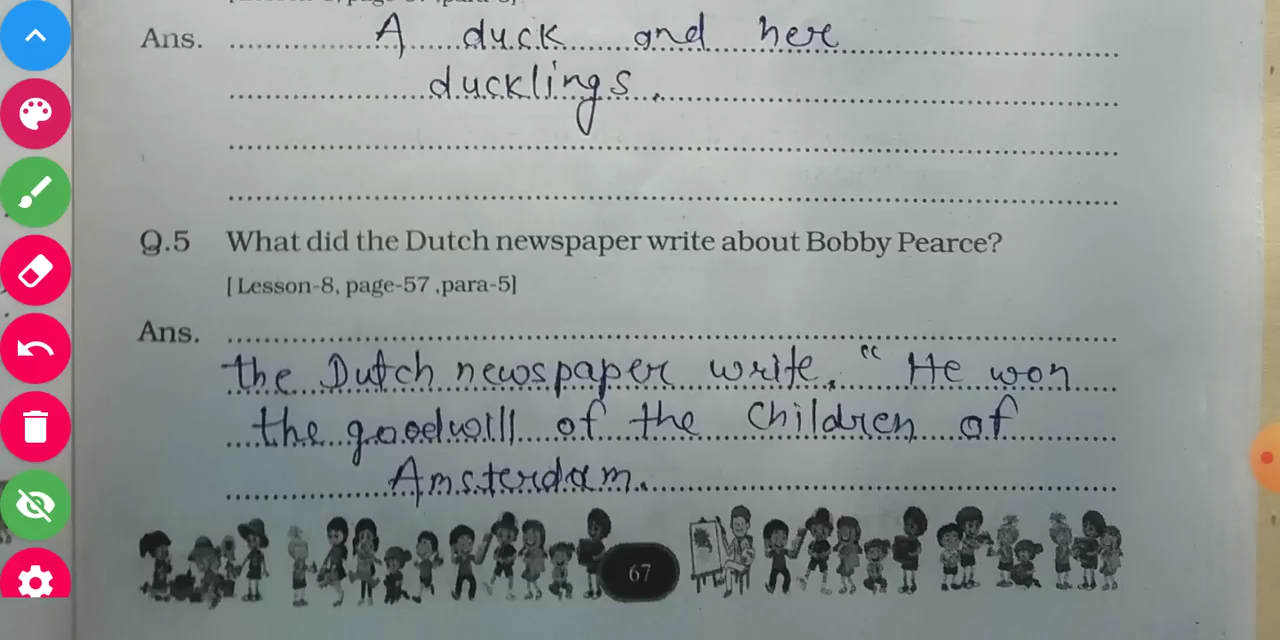 Ans. A duck and here
ducklings.
Q.5 What did the Dutch newspaper write about Bobby Pearce?
[Lesson-8, page-57 ,para-5]
Ans.
the Dutch newspaper write, " He won
the goodwill of the children of
Amsterdam.
67